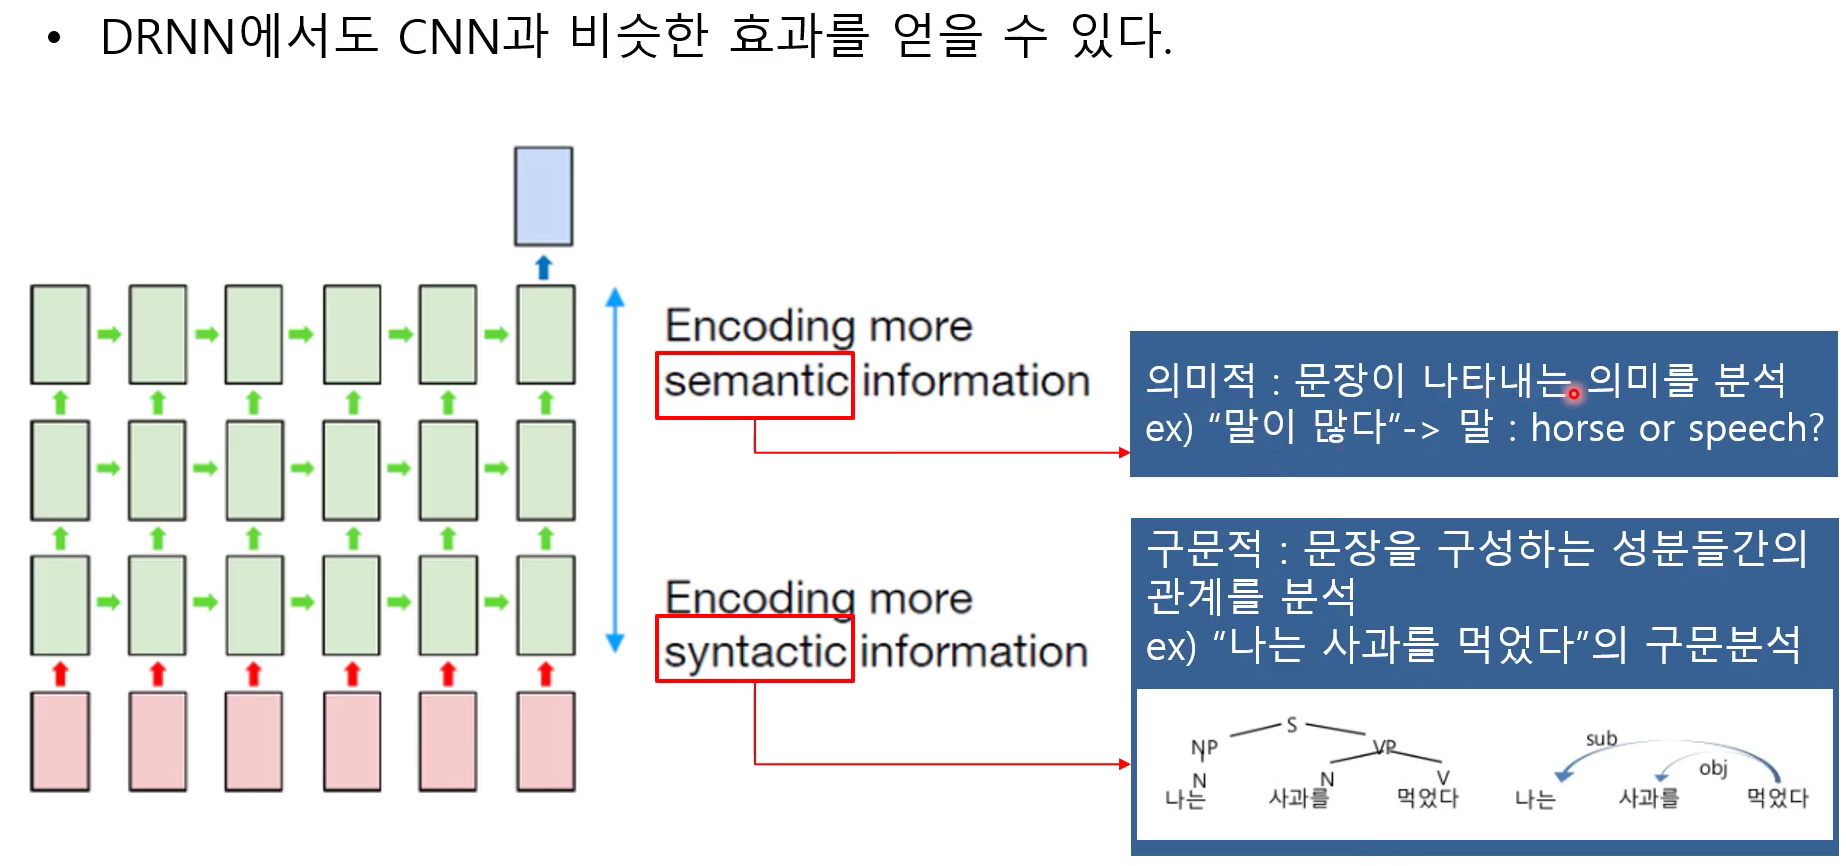 • DRNN에서도 CNN과 비슷한 효과를 얻을 수 있다.
Encoding more
semantic information
의미적 : 문장이 나타내는 의미를 분석
ex) “말이 많다“-> 말 : horse or speech?
Encoding more
syntactic information
구문적 : 문장을 구성하는 성분들간의
관계를 분석
ex) “나는 사과를 먹었다”의 구문분석
S
NP VP
N N V
나는 사과를 먹었다
sub
obj
나는 사과를 먹었다